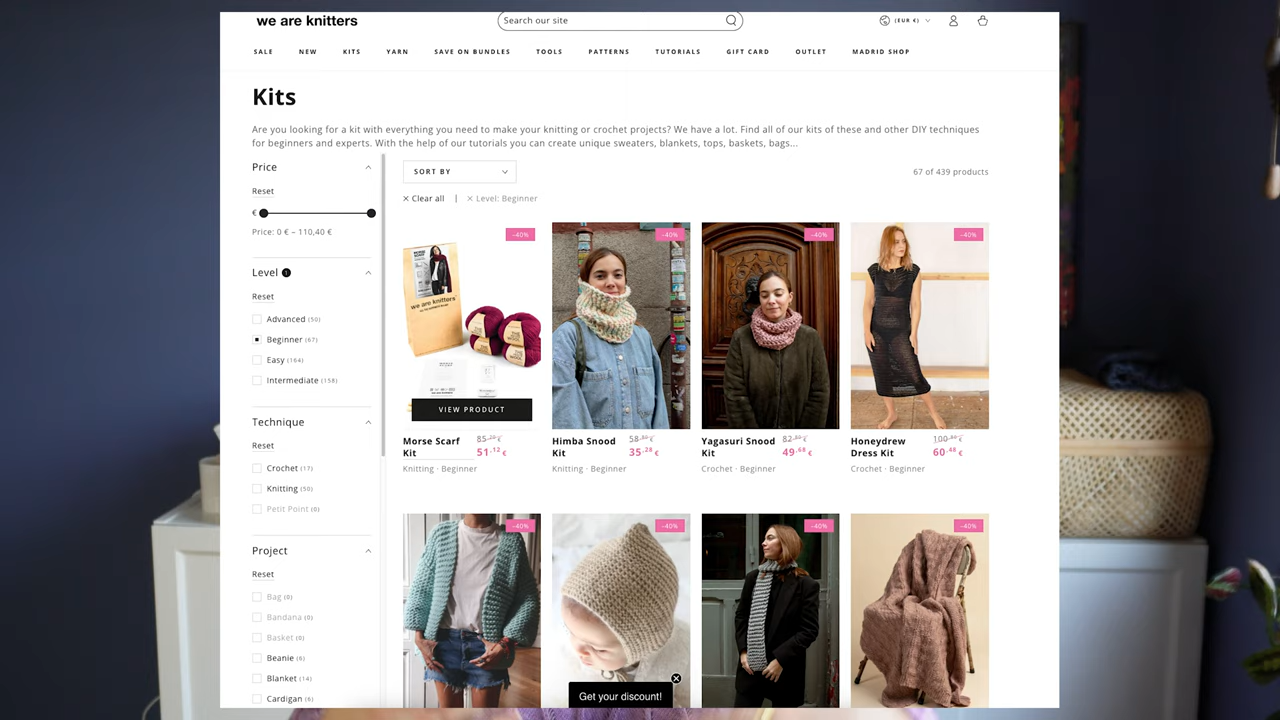 we are knitters
Search our site
(EUR €)
SALE NEW KITS YARN SAVE ON BUNDLES TOOLS PATTERNS TUTORIALS GIFT CARD OUTLET MADRID SHOP
Kits
Are you looking for a kit with everything you need to make your knitting or crochet projects? We have a lot. Find all of our kits of these and other DIY techniques
for beginners and experts. With the help of our tutorials you can create unique sweaters, blankets, tops, baskets, bags...
Price
Reset
€
Price: 0 € – 110,40 €
Level
Reset
Advanced (50)
Beginner (67)
Easy (164)
Intermediate (158)
Technique
Reset
Crochet (17)
Knitting (50)
Petit Point (0)
Project
Reset
Bag (0)
Bandana (0)
Basket (0)
Beanie (6)
Blanket (14)
Cardigan (6)
SORT BY
67 of 439 products
Clear all | Level: Beginner
-40%
-40%
-40%
-40%
we are knitters
VIEW PRODUCT
Morse Scarf
Kit
51,12 €
Knitting · Beginner
Himba Snood
Kit
35,28 €
Knitting · Beginner
Yagasuri Snood
Kit
49,68 €
Crochet · Beginner
Honeydrew
Dress Kit
60,48 €
Crochet · Beginner
-40%
-40%
-40%
-40%
Get your discount!